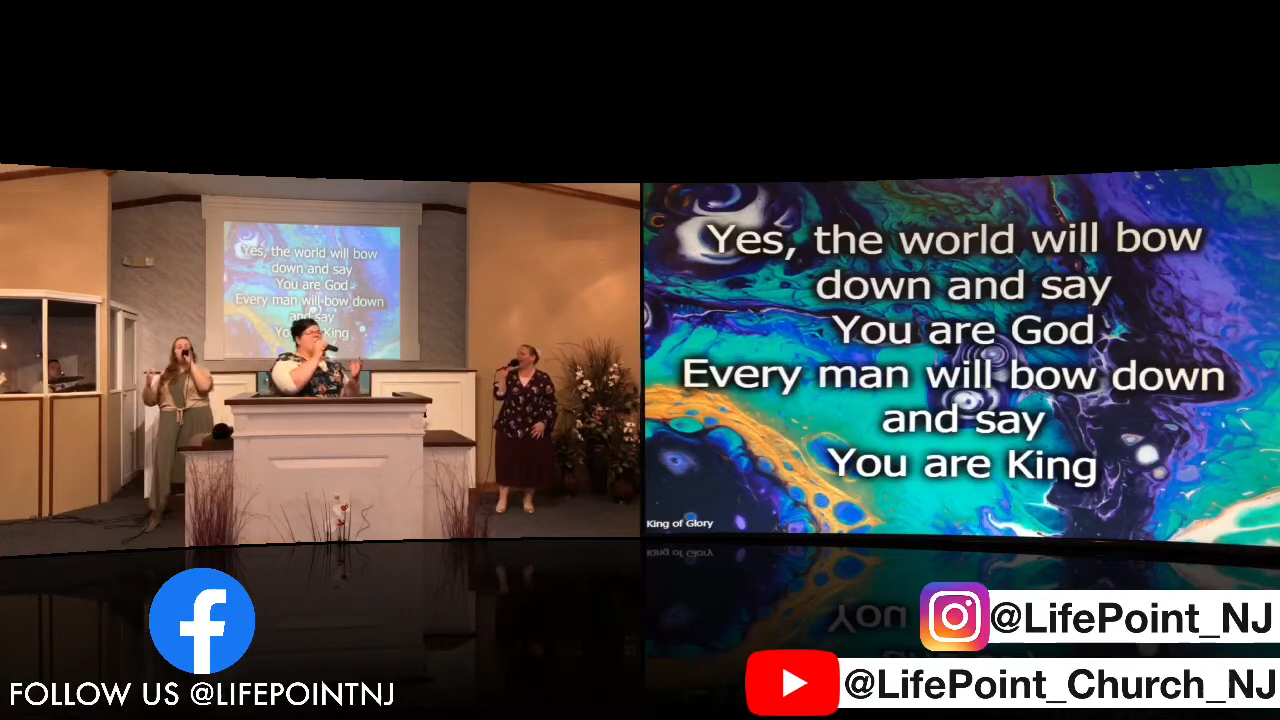 Yes, the world will bow
down and say
You are God
Every man will bow down
and say
You are King
Yes, the world will bow
down and say
You are God
Every man will bow down
and say
You are King
King of Glory
FOLLOW US @LIFEPOINTNJ
@LifePoint_NJ
@LifePoint_Church_NJ